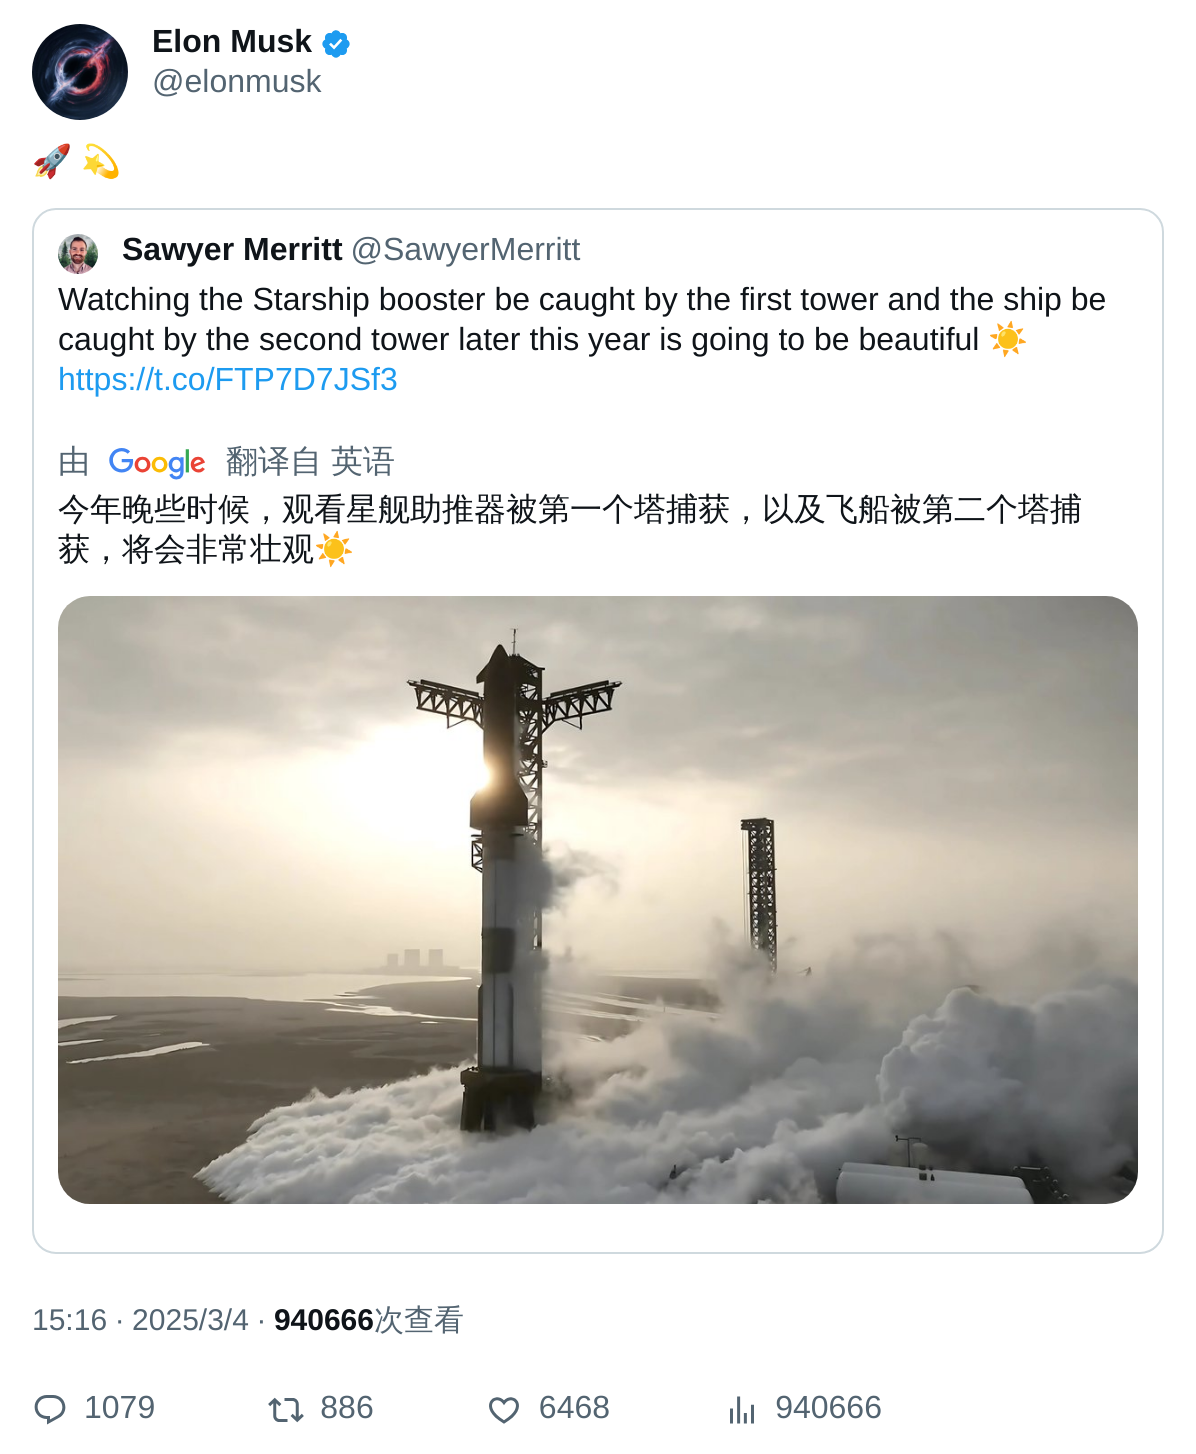 Elon Musk
@elonmusk
🚀 💫
Sawyer Merritt @SawyerMerritt
Watching the Starship booster be caught by the first tower and the ship be
caught by the second tower later this year is going to be beautiful ☀️
https://t.co/FTP7D7JSf3
由 Google 翻译自 英语
今年晚些时候，观看星舰助推器被第一个塔捕获，以及飞船被第二个塔捕
获，将会非常壮观☀️
15:16 · 2025/3/4 · 940666次查看
1079 886 6468 940666